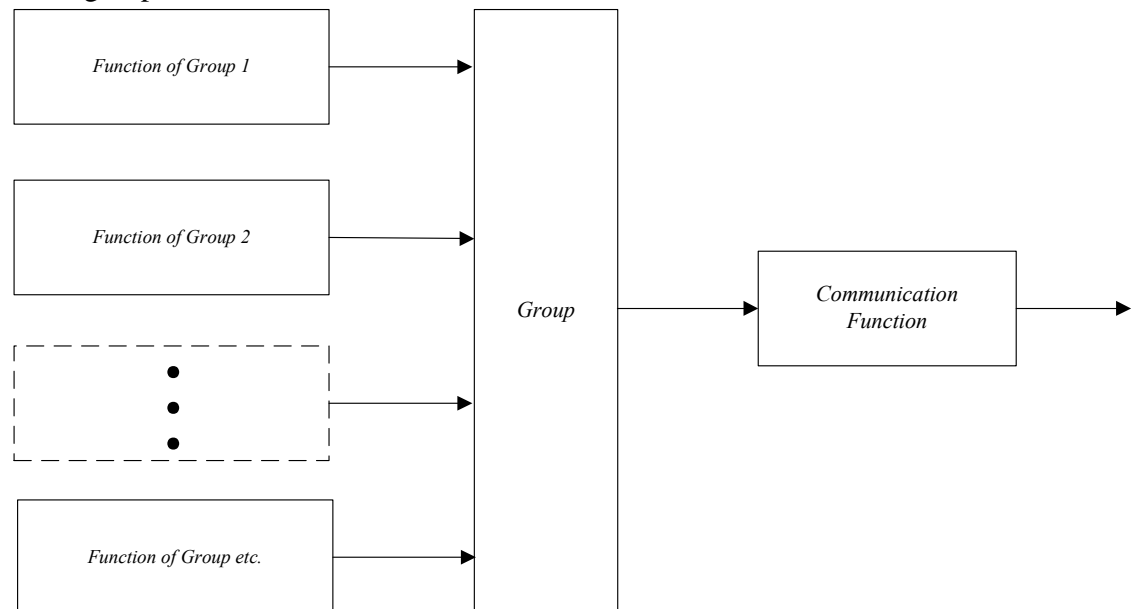 Function of Group 1
Function of Group 2
Group
Communication
Function
Function of Group etc.